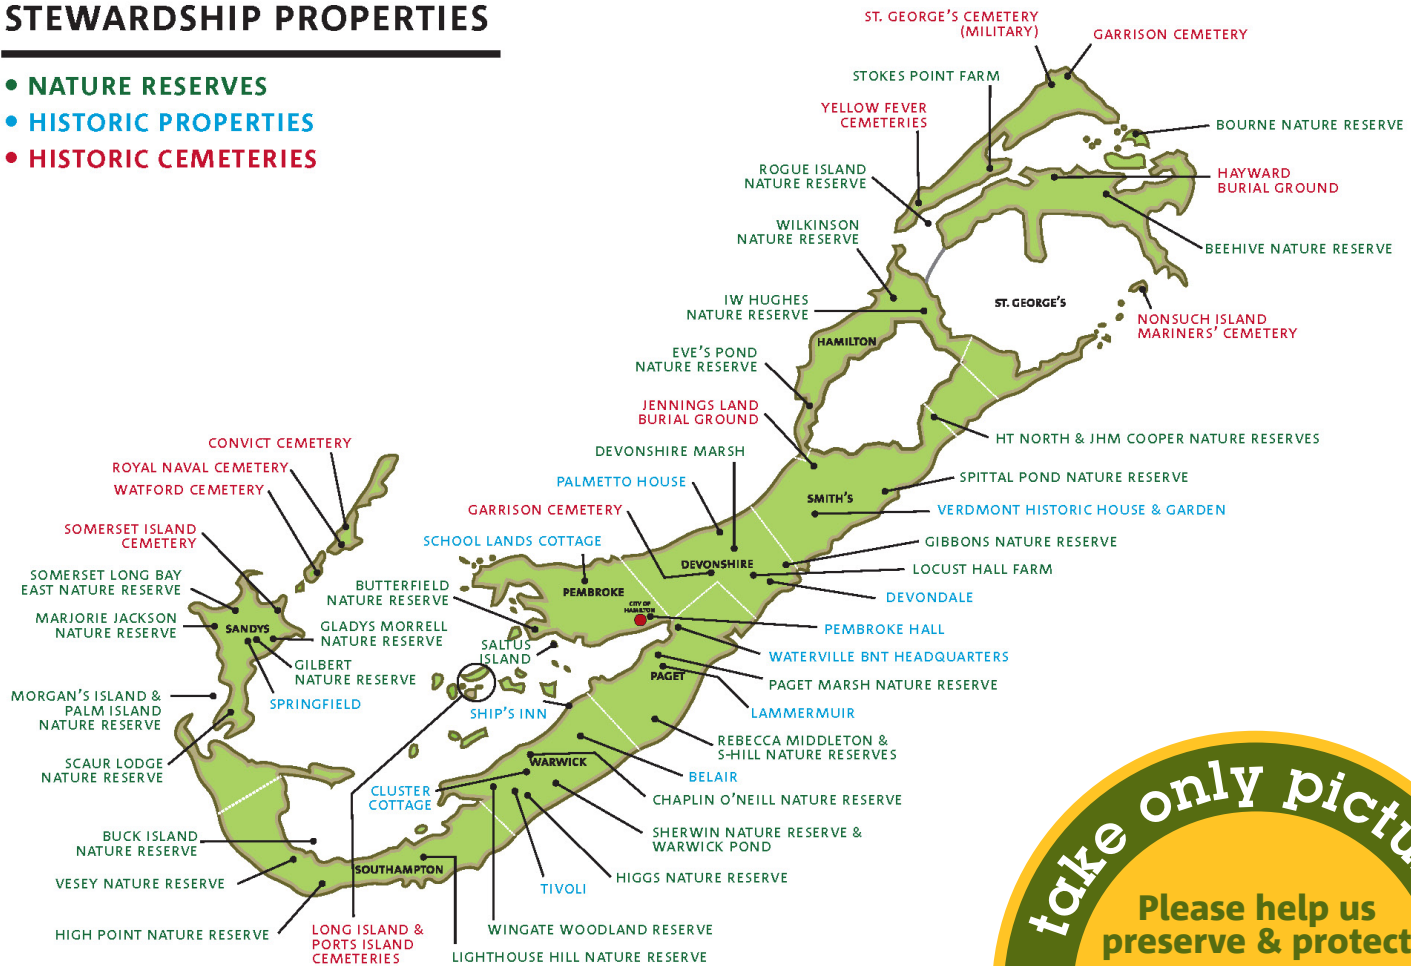 STEWARDSHIP PROPERTIES
• NATURE RESERVES
• HISTORIC PROPERTIES
• HISTORIC CEMETERIES
ST. GEORGE'S CEMETERY
(MILITARY)
GARRISON CEMETERY
STOKES POINT FARM
YELLOW FEVER
CEMETERIES
BOURNE NATURE RESERVE
ROGUE ISLAND
NATURE RESERVE
HAYWARD
BURIAL GROUND
WILKINSON
NATURE RESERVE
BEEHIVE NATURE RESERVE
IW HUGHES
NATURE RESERVE
ST. GEORGE'S
NONSUCH ISLAND
MARINERS' CEMETERY
HAMILTON
EVE'S POND
NATURE RESERVE
JENNINGS LAND
BURIAL GROUND
HT NORTH & JHM COOPER NATURE RESERVES
CONVICT CEMETERY
ROYAL NAVAL CEMETERY
WATFORD CEMETERY
DEVONSHIRE MARSH
PALMETTO HOUSE
SPITTAL POND NATURE RESERVE
SMITH'S
GARRISON CEMETERY
VERDMONT HISTORIC HOUSE & GARDEN
SOMERSET ISLAND
CEMETERY
SCHOOL LANDS COTTAGE
GIBBONS NATURE RESERVE
DEVONSHIRE
LOCUST HALL FARM
SOMERSET LONG BAY
EAST NATURE RESERVE
BUTTERFIELD
NATURE RESERVE
PEMBROKE
DEVONDALE
CITY OF
HAMILTON
MARJORIE JACKSON
NATURE RESERVE
SANDYS
GLADYS MORRELL
NATURE RESERVE
PEMBROKE HALL
SALTUS
ISLAND
WATERVILLE BNT HEADQUARTERS
GILBERT
NATURE RESERVE
PAGET
PAGET MARSH NATURE RESERVE
MORGAN'S ISLAND &
PALM ISLAND
NATURE RESERVE
SPRINGFIELD
SHIP'S INN
LAMMERMUIR
REBECCA MIDDLETON &
S-HILL NATURE RESERVES
SCAUR LODGE
NATURE RESERVE
WARWICK
BELAIR
CLUSTER
COTTAGE
CHAPLIN O'NEILL NATURE RESERVE
BUCK ISLAND
NATURE RESERVE
SHERWIN NATURE RESERVE &
WARWICK POND
SOUTHAMPTON
VESEY NATURE RESERVE
TIVOLI
HIGGS NATURE RESERVE
HIGH POINT NATURE RESERVE
LONG ISLAND &
PORTS ISLAND
CEMETERIES
WINGATE WOODLAND RESERVE
LIGHTHOUSE HILL NATURE RESERVE
take only pictu
Please help us
preserve & protect